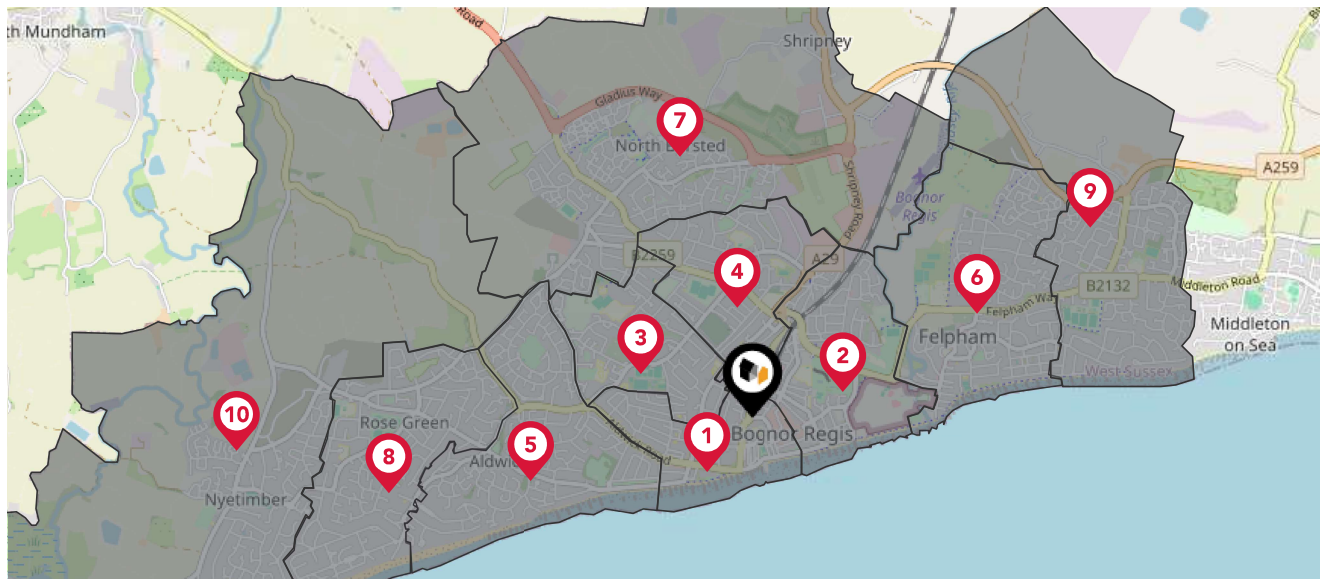 th Mundham
Road
Shripney
Gladius Way
7
North Bersted
A259
Shripney Road
9
Bognor
Regis
B2259
A29
4
6
B2132
Middleton Road
Felpham Way
Felpham
Middleton
on Sea
3
2
West Sussex
10
Rose Green
1
Bognor Regis
8
5
Aldwick Road
Nyetimber